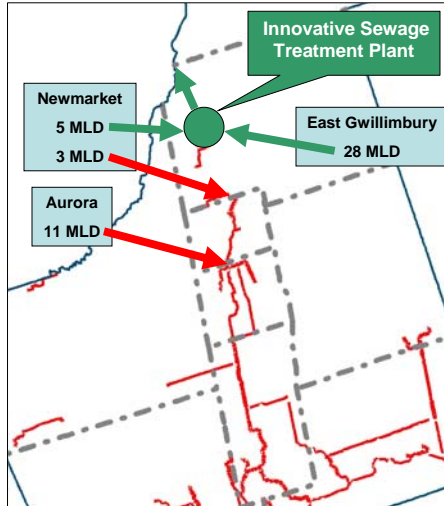 Innovative Sewage
Treatment Plant
Newmarket
5 MLD
3 MLD
East Gwillimbury
28 MLD
Aurora
11 MLD